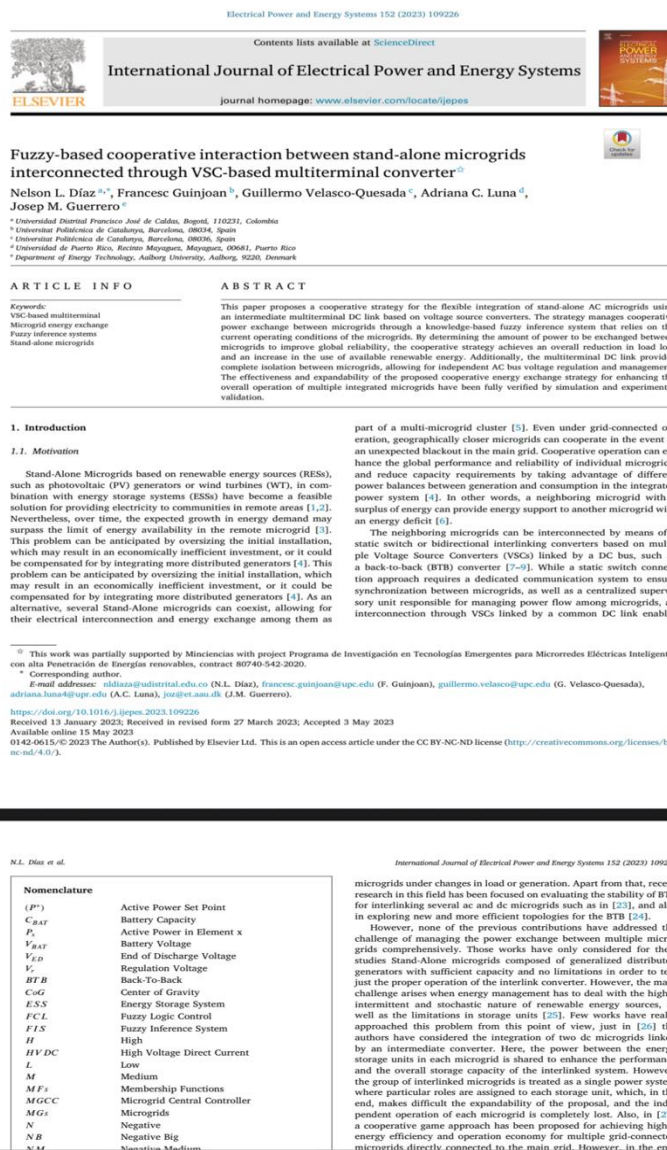 Electrical Power and Energy Systems 152 (2023) 109226
Contents lists available at ScienceDirect
International Journal of Electrical Power and Energy Systems
journal homepage: www.elsevier.com/locate/ijepes
ELSEVIER
ELECTRICAL
POWER
AND ENERGY
SYSTEMS
Check for
updates
Fuzzy-based cooperative interaction between stand-alone microgrids
interconnected through VSC-based multiterminal converter☆
Nelson L. Díaz a,*, Francesc Guinjoan b, Guillermo Velasco-Quesada c, Adriana C. Luna d,
Josep M. Guerrero e
a Universidad Distrital Francisco José de Caldas, Bogotá, 110231, Colombia
b Universitat Politécnica de Catalunya, Barcelona, 08034, Spain
c Universitat Politécnica de Catalunya, Barcelona, 08036, Spain
d Universidad de Puerto Rico, Recinto Mayaguez, Mayaguez, 00681, Puerto Rico
e Department of Energy Technology, Aalborg University, Aalborg, 9220, Denmark
ARTICLE INFO
Keywords:
VSC-based multiterminal
Microgrid energy exchange
Fuzzy inference systems
Stand-alone microgrids
ABSTRACT
This paper proposes a cooperative strategy for the flexible integration of stand-alone AC microgrids usin
an intermediate multiterminal DC link based on voltage source converters. The strategy manages cooperativ
power exchange between microgrids through a knowledge-based fuzzy inference system that relies on th
current operating conditions of the microgrids. By determining the amount of power to be exchanged betwee
microgrids to improve global reliability, the cooperative strategy achieves an overall reduction in load lo
and an increase in the use of available renewable energy. Additionally, the multiterminal DC link provide
complete isolation between microgrids, allowing for independent AC bus voltage regulation and managemen
The effectiveness and expandability of the proposed cooperative energy exchange strategy for enhancing th
overall operation of multiple integrated microgrids have been fully verified by simulation and experiment
validation.
1. Introduction
1.1. Motivation
Stand-Alone Microgrids based on renewable energy sources (RESs),
such as photovoltaic (PV) generators or wind turbines (WT), in com-
bination with energy storage systems (ESSs) have become a feasible
solution for providing electricity to communities in remote areas [1,2].
Nevertheless, over time, the expected growth in energy demand may
surpass the limit of energy availability in the remote microgrid [3].
This problem can be anticipated by oversizing the initial installation,
which may result in an economically inefficient investment, or it could
be compensated for by integrating more distributed generators [4]. This
problem can be anticipated by oversizing the initial installation, which
may result in an economically inefficient investment, or it could be
compensated for by integrating more distributed generators [4]. As an
alternative, several Stand-Alone microgrids can coexist, allowing for
their electrical interconnection and energy exchange among them as
part of a multi-microgrid cluster [5]. Even under grid-connected o
eration, geographically closer microgrids can cooperate in the event
an unexpected blackout in the main grid. Cooperative operation can e
hance the global performance and reliability of individual microgrid
and reduce capacity requirements by taking advantage of differe
power balances between generation and consumption in the integrat
power system [4]. In other words, a neighboring microgrid with
surplus of energy can provide energy support to another microgrid wi
an energy deficit [6].
The neighboring microgrids can be interconnected by means of
static switch or bidirectional interlinking converters based on mul
ple Voltage Source Converters (VSCs) linked by a DC bus, such
a back-to-back (BTB) converter [7–9]. While a static switch conne
tion approach requires a dedicated communication system to ensu
synchronization between microgrids, as well as a centralized superv
sory unit responsible for managing power flow among microgrids, a
interconnection through VSCs linked by a common DC link enabl
☆ This work was partially supported by Minciencias with project Programa de Investigación en Tecnologías Emergentes para Microrredes Eléctricas Inteligent
con alta Penetración de Energías renovables, contract 80740-542-2020.
* Corresponding author.
E-mail addresses: nldiaza@udistrital.edu.co (N.L. Díaz), francesc.guinjoan@upc.edu (F. Guinjoan), guillermo.velasco@upc.edu (G. Velasco-Quesada),
adriana.luna4@upr.edu (A.C. Luna), joz@et.aau.dk (J.M. Guerrero).
https://doi.org/10.1016/j.ijepes.2023.109226
Received 13 January 2023; Received in revised form 27 March 2023; Accepted 3 May 2023
Available online 15 May 2023
0142-0615/© 2023 The Author(s). Published by Elsevier Ltd. This is an open access article under the CC BY-NC-ND license (http://creativecommons.org/licenses/b
nc-nd/4.0/).
N.L. Díaz et al.
International Journal of Electrical Power and Energy Systems 152 (2023) 1092
Nomenclature
(P*) Active Power Set Point
C_BAT Battery Capacity
P_x Active Power in Element x
V_BAT Battery Voltage
V_ED End of Discharge Voltage
V_r Regulation Voltage
BTB Back-To-Back
CoG Center of Gravity
ESS Energy Storage System
FCL Fuzzy Logic Control
FIS Fuzzy Inference System
H High
HVDC High Voltage Direct Current
L Low
M Medium
MFs Membership Functions
MGCC Microgrid Central Controller
MGs Microgrids
N Negative
NB Negative Big
NM Negative Medium
microgrids under changes in load or generation. Apart from that, rece
research in this field has been focused on evaluating the stability of BT
for interlinking several ac and dc microgrids such as in [23], and al
in exploring new and more efficient topologies for the BTB [24].
However, none of the previous contributions have addressed th
challenge of managing the power exchange between multiple micr
grids comprehensively. Those works have only considered for the
studies Stand-Alone microgrids composed of generalized distribute
generators with sufficient capacity and no limitations in order to te
just the proper operation of the interlink converter. However, the ma
challenge arises when energy management has to deal with the high
intermittent and stochastic nature of renewable energy sources,
well as the limitations in storage units [25]. Few works have real
approached this problem from this point of view, just in [26] th
authors have considered the integration of two dc microgrids linke
by an intermediate converter. Here, the power between the energ
storage units in each microgrid is shared to enhance the performan
and the overall storage capacity of the interlinked system. Howeve
the group of interlinked microgrids is treated as a single power syste
where particular roles are assigned to each storage unit, which, in th
end, makes difficult the expandability of the proposal, and the ind
pendent operation of each microgrid is completely lost. Also, in [2
a cooperative game approach has been proposed for achieving high
energy efficiency and operation economy for multiple grid-connect
microgrids directly connected to the main grid. However, in the en